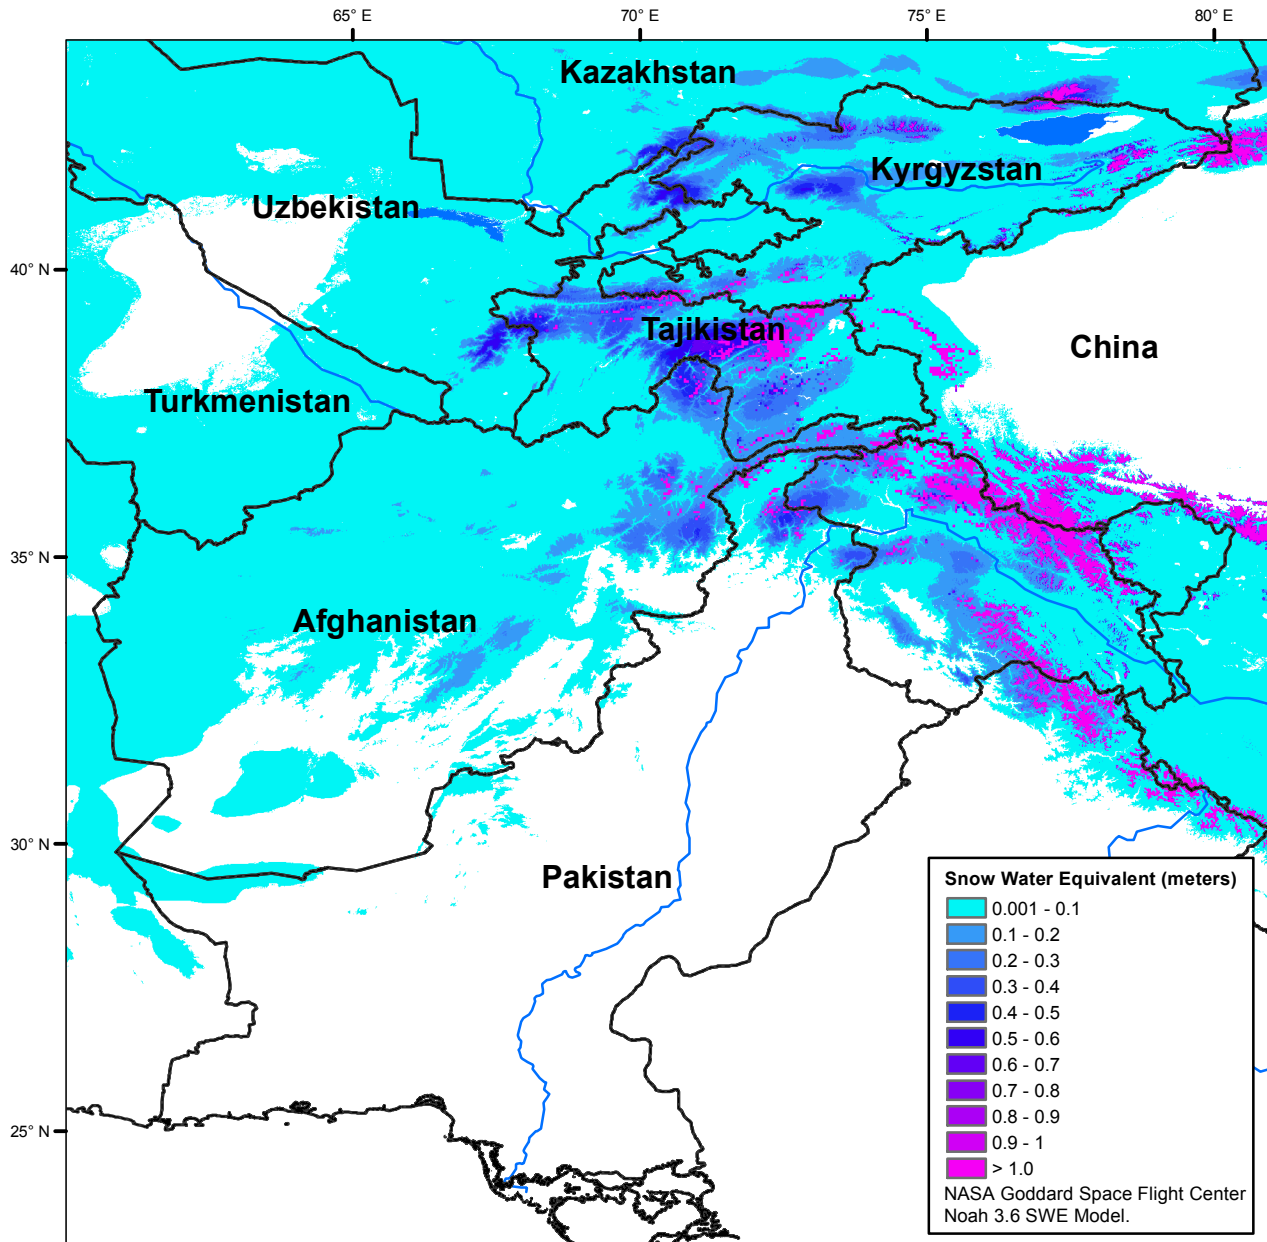 65° E
70° E
75° E
80° E
Kazakhstan
Kyrgyzstan
Uzbekistan
40° N
Tajikistan
China
Turkmenistan
35° N
Afghanistan
30° N
Pakistan
25° N
Snow Water Equivalent (meters)
0.001 - 0.1
0.1 - 0.2
0.2 - 0.3
0.3 - 0.4
0.4 - 0.5
0.5 - 0.6
0.6 - 0.7
0.7 - 0.8
0.8 - 0.9
0.9 - 1
> 1.0
NASA Goddard Space Flight Center
Noah 3.6 SWE Model.